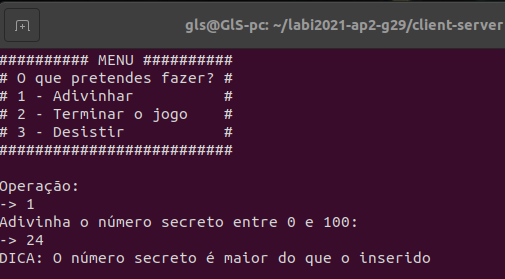 gls@GlS-pc: ~/labi2021-ap2-g29/client-server
########## MENU ##########
# O que pretendes fazer? #
# 1 - Adivinhar          #
# 2 - Terminar o jogo    #
# 3 - Desistir           #
##########################
Operação:
-> 1
Adivinha o número secreto entre 0 e 100:
-> 24
DICA: O número secreto é maior do que o inserido